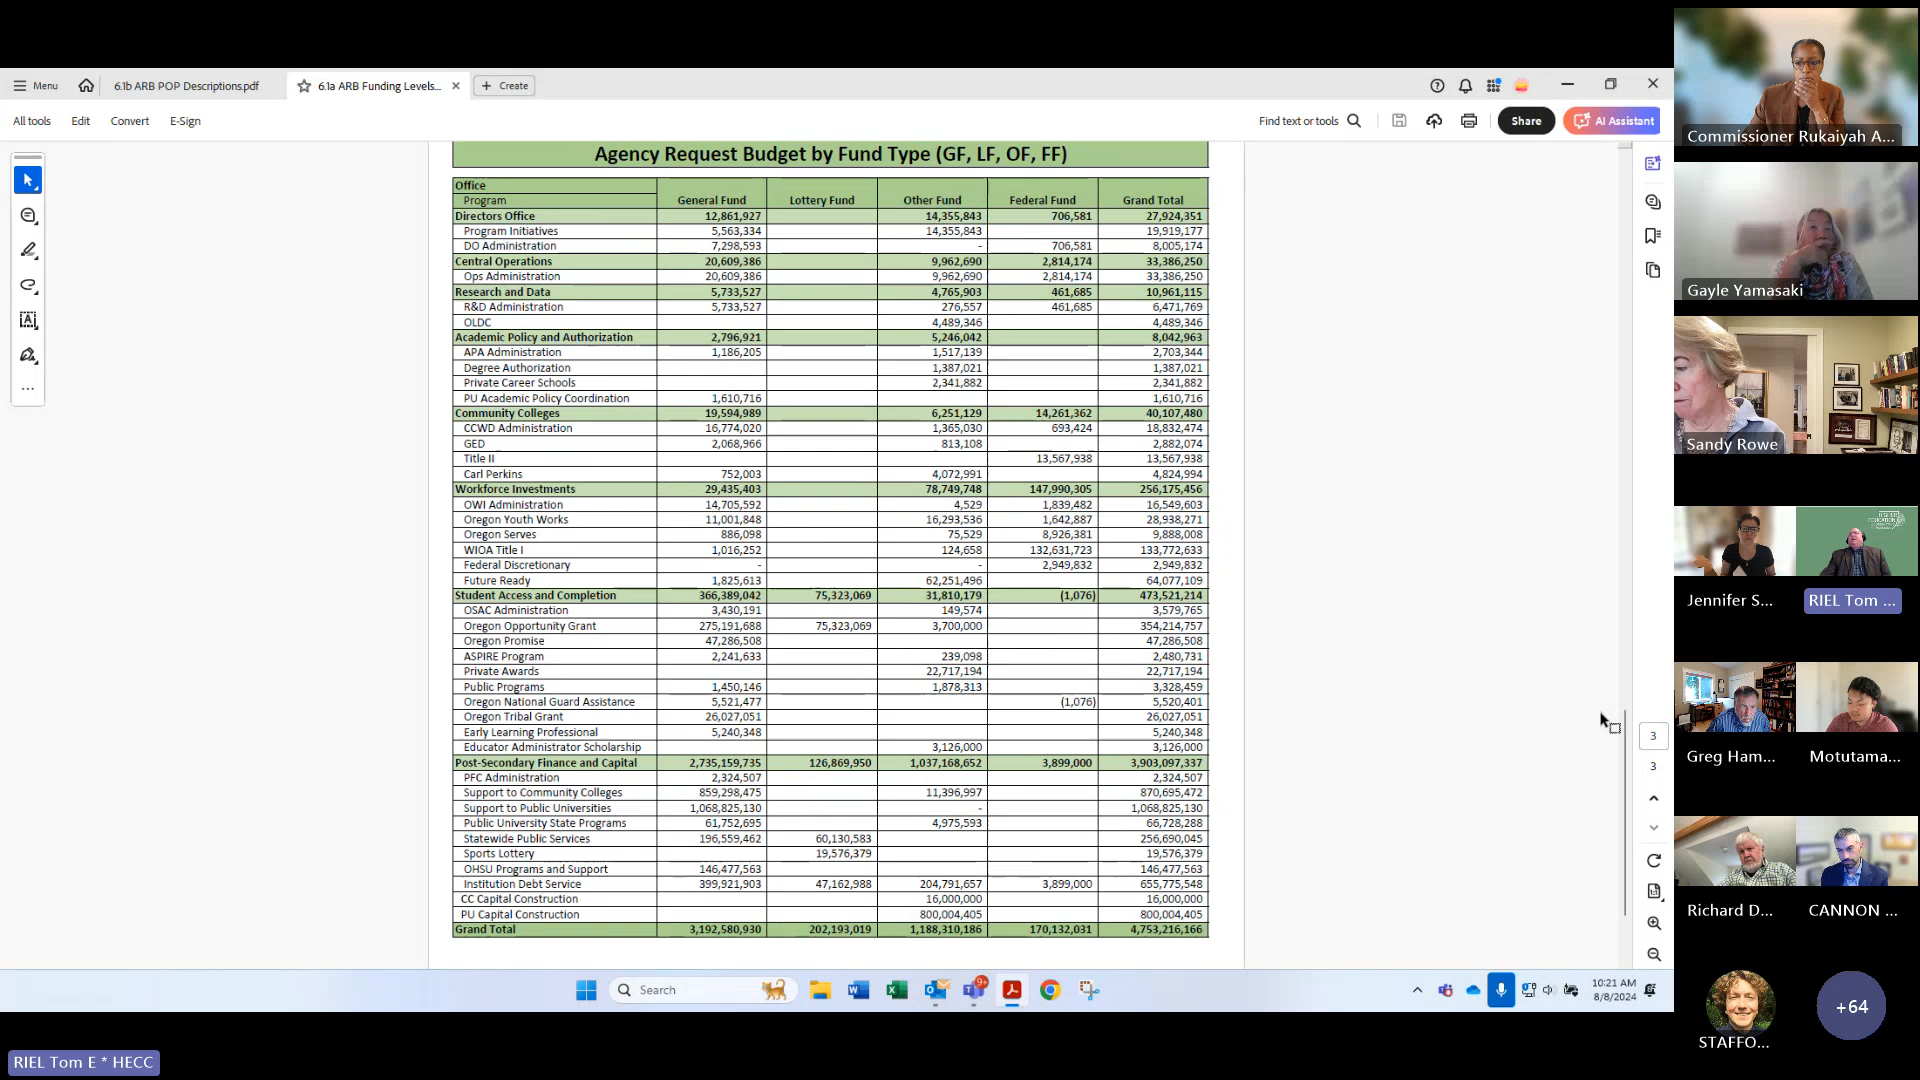 Menu
6.1b ARB POP Descriptions.pdf
6.1a ARB Funding Levels...
Create
All tools
Edit
Convert
E-Sign
Find text or tools
Share
AI Assistant
Agency Request Budget by Fund Type (GF, LF, OF, FF)
Office
Program General Fund Lottery Fund Other Fund Federal Fund Grand Total
Directors Office 12,861,927 14,355,843 706,581 27,924,351
Program Initiatives 5,563,334 14,355,843 19,919,177
DO Administration 7,298,593 - 706,581 8,005,174
Central Operations 20,609,386 9,962,690 2,814,174 33,386,250
Ops Administration 20,609,386 9,962,690 2,814,174 33,386,250
Research and Data 5,733,527 4,765,903 461,685 10,961,115
R&D Administration 5,733,527 276,557 461,685 6,471,769
OLDC 4,489,346 4,489,346
Academic Policy and Authorization 2,796,921 5,246,042 8,042,963
APA Administration 1,186,205 1,517,139 2,703,344
Degree Authorization 1,387,021 1,387,021
Private Career Schools 2,341,882 2,341,882
PU Academic Policy Coordination 1,610,716 1,610,716
Community Colleges 19,594,989 6,251,129 14,261,362 40,107,480
CCWD Administration 16,774,020 1,365,030 693,424 18,832,474
GED 2,068,966 813,108 2,882,074
Title II 13,567,938 13,567,938
Carl Perkins 752,003 4,072,991 4,824,994
Workforce Investments 29,435,403 78,749,748 147,990,305 256,175,456
OWI Administration 14,705,592 4,529 1,839,482 16,549,603
Oregon Youth Works 11,001,848 16,293,536 1,642,887 28,938,271
Oregon Serves 886,098 75,529 8,926,381 9,888,008
WIOA Title I 1,016,252 124,658 132,631,723 133,772,633
Federal Discretionary - - 2,949,832 2,949,832
Future Ready 1,825,613 62,251,496 64,077,109
Student Access and Completion 366,389,042 75,323,069 31,810,179 (1,076) 473,521,214
OSAC Administration 3,430,191 149,574 3,579,765
Oregon Opportunity Grant 275,191,688 75,323,069 3,700,000 354,214,757
Oregon Promise 47,286,508 47,286,508
ASPIRE Program 2,241,633 239,098 2,480,731
Private Awards 22,717,194 22,717,194
Public Programs 1,450,146 1,878,313 3,328,459
Oregon National Guard Assistance 5,521,477 (1,076) 5,520,401
Oregon Tribal Grant 26,027,051 26,027,051
Early Learning Professional 5,240,348 5,240,348
Educator Administrator Scholarship 3,126,000 3,126,000
Post-Secondary Finance and Capital 2,735,159,735 126,869,950 1,037,168,652 3,899,000 3,903,097,337
PFC Administration 2,324,507 2,324,507
Support to Community Colleges 859,298,475 11,396,997 870,695,472
Support to Public Universities 1,068,825,130 - 1,068,825,130
Public University State Programs 61,752,695 4,975,593 66,728,288
Statewide Public Services 196,559,462 60,130,583 256,690,045
Sports Lottery 19,576,379 19,576,379
OHSU Programs and Support 146,477,563 146,477,563
Institution Debt Service 399,921,903 47,162,988 204,791,657 3,899,000 655,775,548
CC Capital Construction 16,000,000 16,000,000
PU Capital Construction 800,004,405 800,004,405
Grand Total 3,192,580,930 202,193,019 1,188,310,186 170,132,031 4,753,216,166
3
3
Search
9+
10:21 AM
8/8/2024
RIEL Tom E * HECC
Commissioner Rukaiyah A...
Gayle Yamasaki
Sandy Rowe
Jennifer S...
RIEL Tom ...
Greg Ham...
Motutama...
Richard D...
CANNON ...
STAFFO...
+64